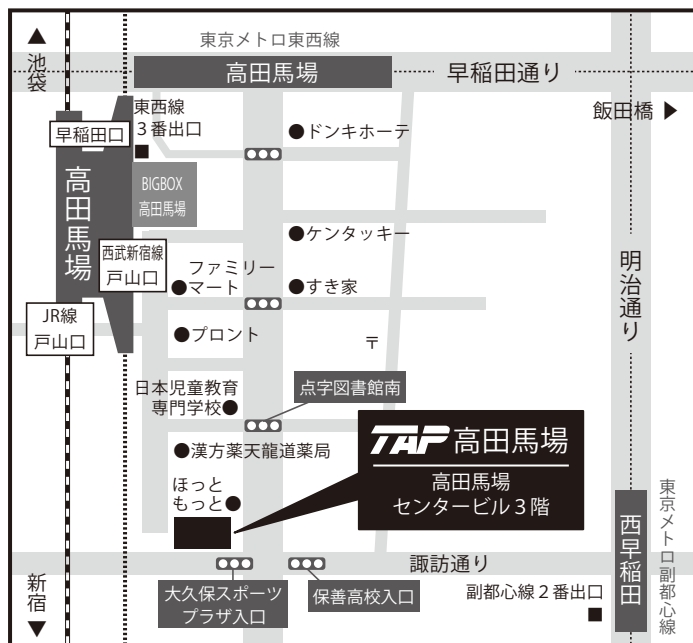 東京メトロ東西線
▲
池袋
高田馬場
早稲田通り
東西線
3番出口
■
早稲田口
●ドンキホーテ
飯田橋▶
高田馬場
BIGBOX
高田馬場
●ケンタッキー
西武新宿線
戸山口
ファミリー
●マート
●すき家
明治通り
JR線
戸山口
●プロント
〒
日本児童教育
専門学校●
点字図書館南
TAP高田馬場
高田馬場
センタービル3階
●漢方薬天龍道薬局
ほっと
もっと●
西早稲田
東京メトロ副都心線
諏訪通り
新宿
▼
大久保スポーツ
プラザ入口
保善高校入口
副都心線2番出口
■